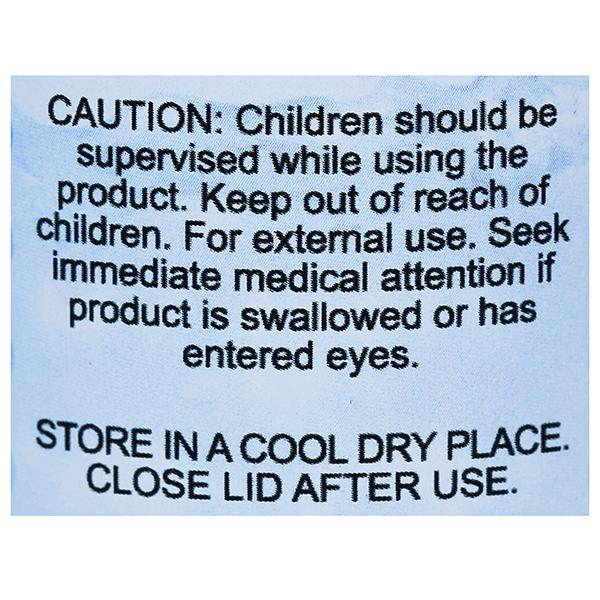 CAUTION: Children should be
supervised while using the
product. Keep out of reach of
children. For external use. Seek
immediate medical attention if
product is swallowed or has
entered eyes.
STORE IN A COOL DRY PLACE.
CLOSE LID AFTER USE.